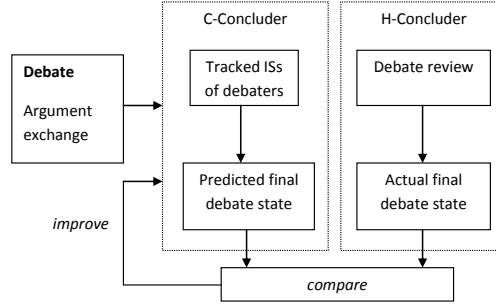 C-Concluder
H-Concluder
Debate
Argument
exchange
Tracked ISs
of debaters
Debate review
Predicted final
debate state
Actual final
debate state
improve
compare